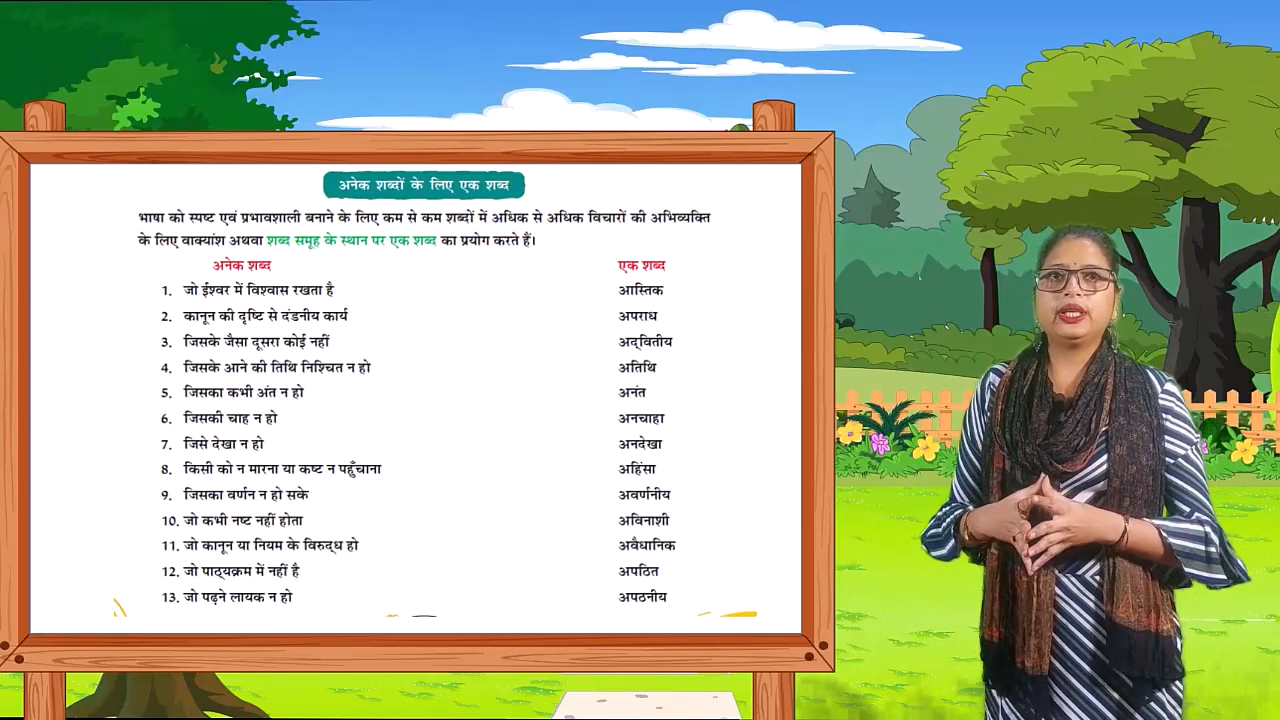 अनेक शब्दों के लिए एक शब्द
भाषा को स्पष्ट एवं प्रभावशाली बनाने के लिए कम से कम शब्दों में अधिक से अधिक विचारों की अभिव्यक्ति
के लिए वाक्यांश अथवा शब्द समूह के स्थान पर एक शब्द का प्रयोग करते हैं।
अनेक शब्द एक शब्द
1. जो ईश्वर में विश्वास रखता है आस्तिक
2. कानून की दृष्टि से दंडनीय कार्य अपराध
3. जिसके जैसा दूसरा कोई नहीं अद्‌वितीय
4. जिसके आने की तिथि निश्चित न हो अतिथि
5. जिसका कभी अंत न हो अनंत
6. जिसकी चाह न हो अनचाहा
7. जिसे देखा न हो अनदेखा
8. किसी को न मारना या कष्ट न पहुँचाना अहिंसा
9. जिसका वर्णन न हो सके अवर्णनीय
10. जो कभी नष्ट नहीं होता अविनाशी
11. जो कानून या नियम के विरुद्‌ध हो अवैधानिक
12. जो पाठ्‌यक्रम में नहीं है अपठित
13. जो पढ़ने लायक न हो अपठनीय